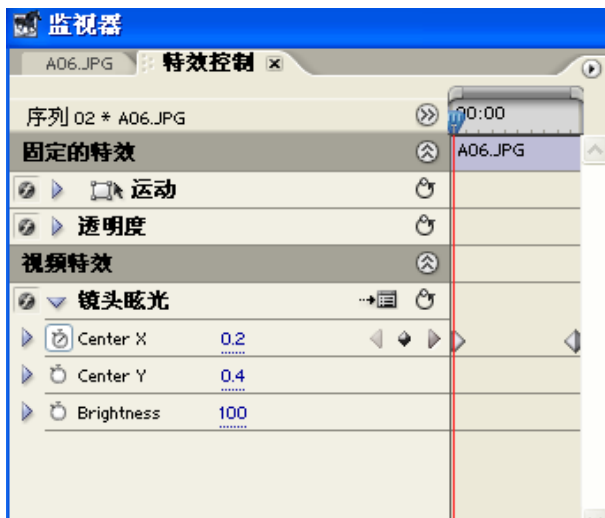 监视器
A06.JPG 特效控制
序列 02 * A06.JPG 00:00
固定的特效 A06.JPG
运动
透明度
视频特效
镜头眩光
Center X 0.2
Center Y 0.4
Brightness 100